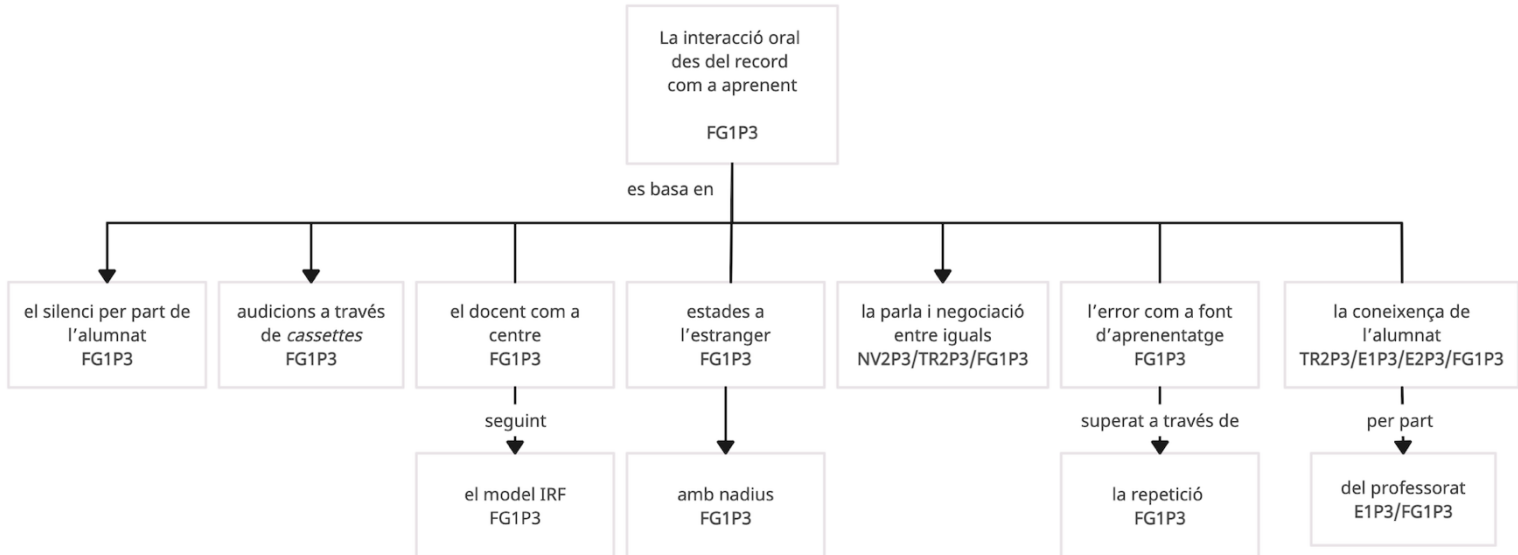 La interacció oral
des del record
com a aprenent
FG1P3
es basa en
el silenci per part de
l'alumnat
FG1P3
audicions a través
de cassettes
FG1P3
el docent com a
centre
FG1P3
estades a
l'estranger
FG1P3
la parla i negociació
entre iguals
NV2P3/TR2P3/FG1P3
l'error com a font
d'aprenentatge
FG1P3
la coneixença de
l'alumnat
TR2P3/E1P3/E2P3/FG1P3
seguint
superat a través de
per part
el model IRF
FG1P3
amb nadius
FG1P3
la repetició
FG1P3
del professorat
E1P3/FG1P3